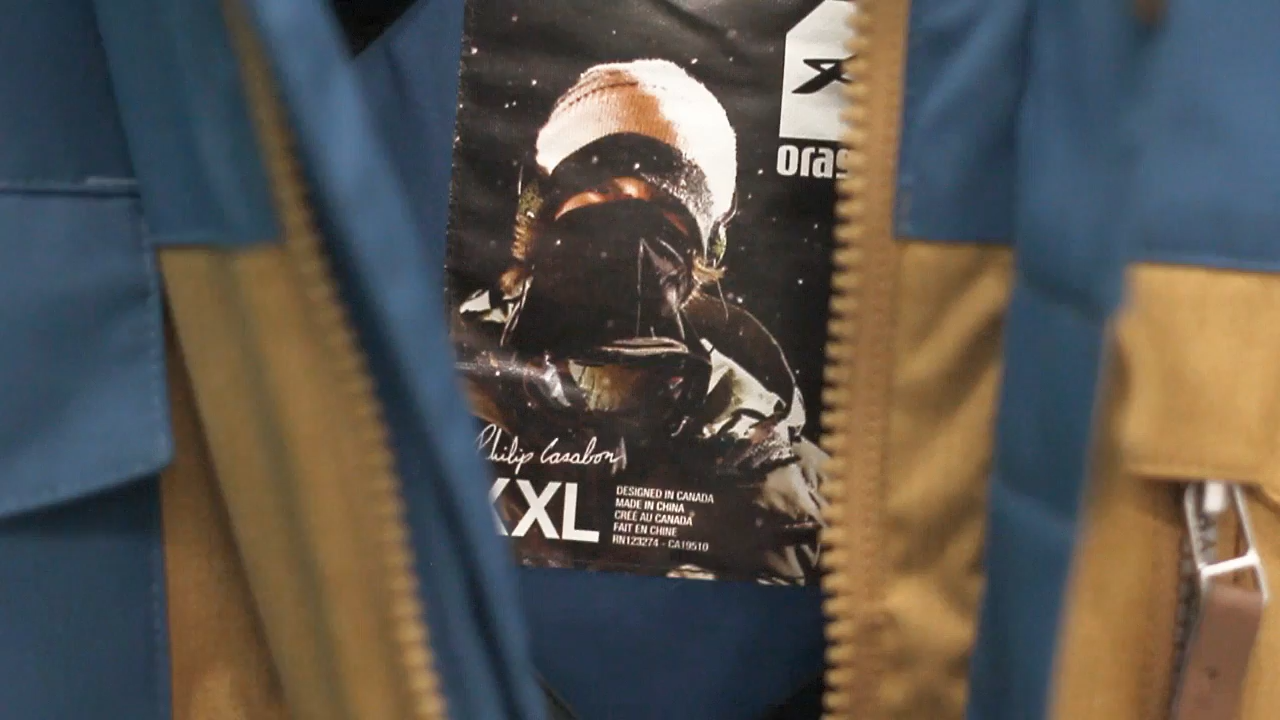 oras
Philip Casabon
XXL
DESIGNED IN CANADA
MADE IN CHINA
CRÉÉ AU CANADA
FAIT EN CHINE
RN123274 - CA19510